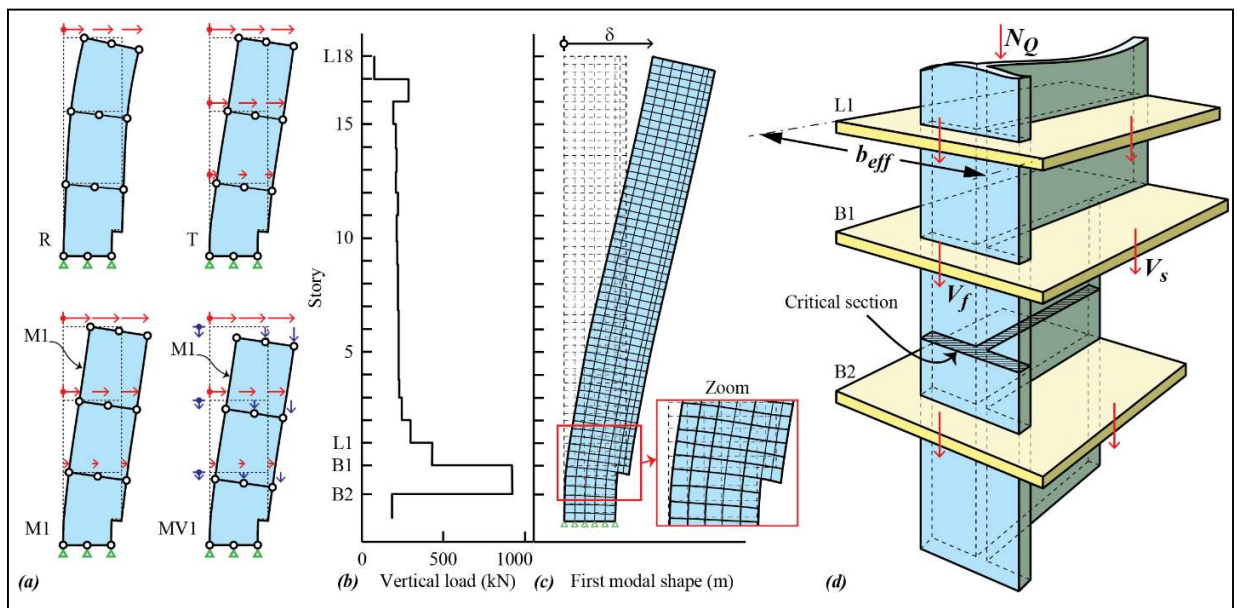 R
T
M1
M1
M1
MV1
(a)
L18
15
10
5
L1
B1
B2
Story
0
500
1000
(b)
Vertical load (kN)
δ
Zoom
(c)
First modal shape (m)
N_Q
L1
b_eff
B1
V_f
V_s
Critical section
B2
(d)